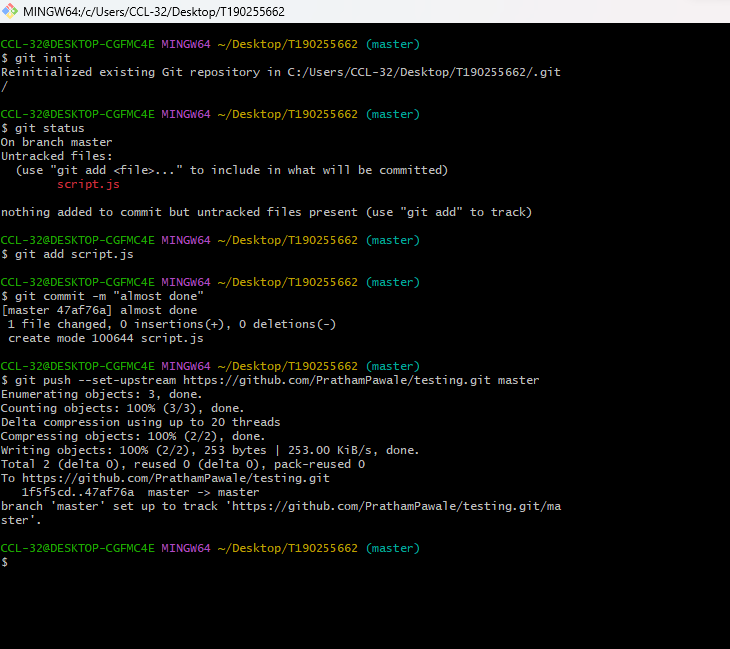 MINGW64:/c/Users/CCL-32/Desktop/T190255662
CCL-32@DESKTOP-CGFMC4E MINGW64 ~/Desktop/T190255662 (master)
$ git init
Reinitialized existing Git repository in C:/Users/CCL-32/Desktop/T190255662/.git
/
CCL-32@DESKTOP-CGFMC4E MINGW64 ~/Desktop/T190255662 (master)
$ git status
On branch master
Untracked files:
  (use "git add <file>..." to include in what will be committed)
        script.js
nothing added to commit but untracked files present (use "git add" to track)
CCL-32@DESKTOP-CGFMC4E MINGW64 ~/Desktop/T190255662 (master)
$ git add script.js
CCL-32@DESKTOP-CGFMC4E MINGW64 ~/Desktop/T190255662 (master)
$ git commit -m "almost done"
[master 47af76a] almost done
 1 file changed, 0 insertions(+), 0 deletions(-)
 create mode 100644 script.js
CCL-32@DESKTOP-CGFMC4E MINGW64 ~/Desktop/T190255662 (master)
$ git push --set-upstream https://github.com/PrathamPawale/testing.git master
Enumerating objects: 3, done.
Counting objects: 100% (3/3), done.
Delta compression using up to 20 threads
Compressing objects: 100% (2/2), done.
Writing objects: 100% (2/2), 253 bytes | 253.00 KiB/s, done.
Total 2 (delta 0), reused 0 (delta 0), pack-reused 0
To https://github.com/PrathamPawale/testing.git
   1f5f5cd..47af76a  master -> master
branch 'master' set up to track 'https://github.com/PrathamPawale/testing.git/ma
ster'.
CCL-32@DESKTOP-CGFMC4E MINGW64 ~/Desktop/T190255662 (master)
$